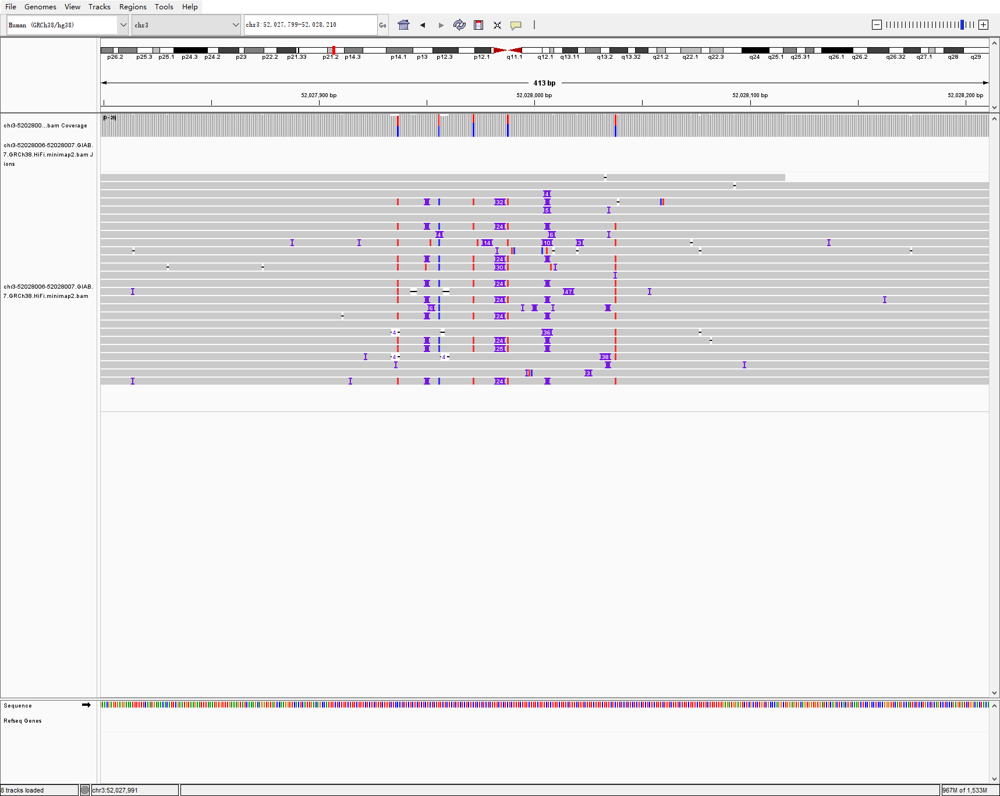 File Genomes View Tracks Regions Tools Help
Human (GRCh38/hg38) chr3 chr3:52,027,799-52,028,210 Go
p26.2 p25.3 p25.1 p24.3 p24.2 p23 p22.2 p21.33 p21.2 p14.3 p14.1 p13 p12.3 p12.1 q11.1 q12.1 q13.11 q13.2 q13.32 q21.2 q22.1 q22.3 q24 q25.1 q25.31 q26.1 q26.2 q26.32 q27.1 q28 q29
413 bp
52,027,900 bp 52,028,000 bp 52,028,100 bp 52,028,200 bp
[0 - 26]
chr3-5202800...bam Coverage
chr3-52028006-52028007.GIAB.
7.GRCh38.HiFi.minimap2.bam J
ions
4
32
5
24
4 6
14 10 3
24
30
24
chr3-52028006-52028007.GIAB.
7.GRCh38.HiFi.minimap2.bam
47
24
6
24
4 36
24
25
4 4 38
3
24
Sequence
Refseq Genes
8 tracks loaded chr3:52,027,991 967M of 1,533M